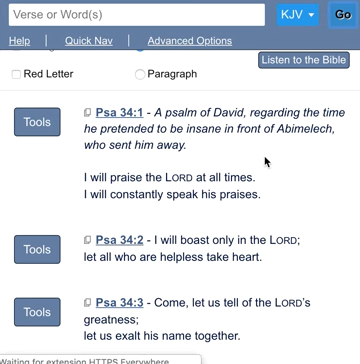 Verse or Word(s) KJV Go
Help | Quick Nav | Advanced Options
Listen to the Bible
Red Letter Paragraph
Tools
Psa 34:1 - A psalm of David, regarding the time
he pretended to be insane in front of Abimelech,
who sent him away.
I will praise the LORD at all times.
I will constantly speak his praises.
Tools
Psa 34:2 - I will boast only in the LORD;
let all who are helpless take heart.
Tools
Psa 34:3 - Come, let us tell of the LORD's
greatness;
let us exalt his name together.
Waiting for extension HTTPS Everywhere